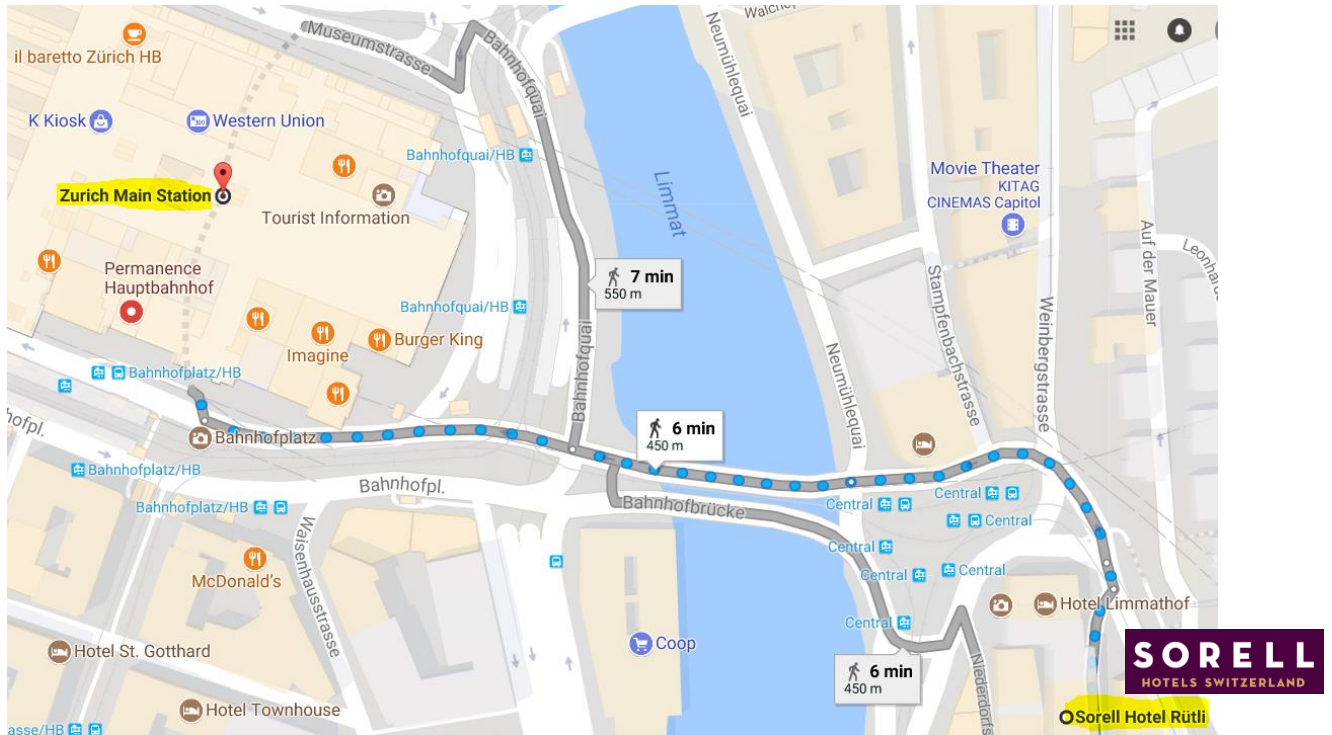 Walche
Museumstrasse
Bahnhofquai
Neumühlequai
il baretto Zürich HB
K Kiosk
Western Union
Bahnhofquai/HB
Movie Theater
KITAG
CINEMAS Capitol
Zurich Main Station
Tourist Information
Limmat
Auf der Mauer
Leonha
Permanence
Hauptbahnhof
7 min
550 m
Stampfenbachstrasse
Weinbergstrasse
Bahnhofquai/HB
Imagine
Burger King
Bahnhofquai
Neumühlequai
Bahnhofplatz/HB
hofpl.
Bahnhofplatz
6 min
450 m
Bahnhofplatz/HB
Bahnhofpl.
Bahnhofplatz/HB
Bahnhofbrücke
Central
Central
Central
Central
Central
Central
Central
Waisenhausstrasse
McDonald's
Hotel Limmathof
Hotel St. Gotthard
Coop
6 min
450 m
Niederdorfs
SORELL
HOTELS SWITZERLAND
Hotel Townhouse
Sorell Hotel Rütli
asse/HB